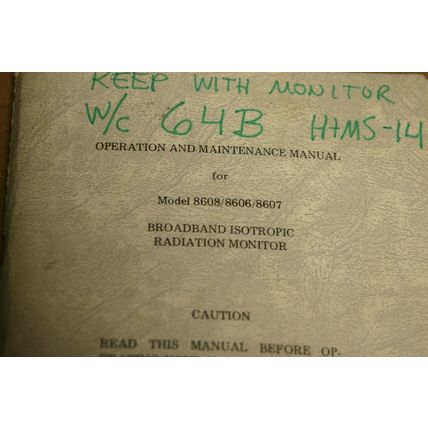 KEEP WITH MONITOR
W/C 64B HMS-14
OPERATION AND MAINTENANCE MANUAL
for
Model 8608/8606/8607
BROADBAND ISOTROPIC
RADIATION MONITOR
CAUTION
READ THIS MANUAL BEFORE OP-